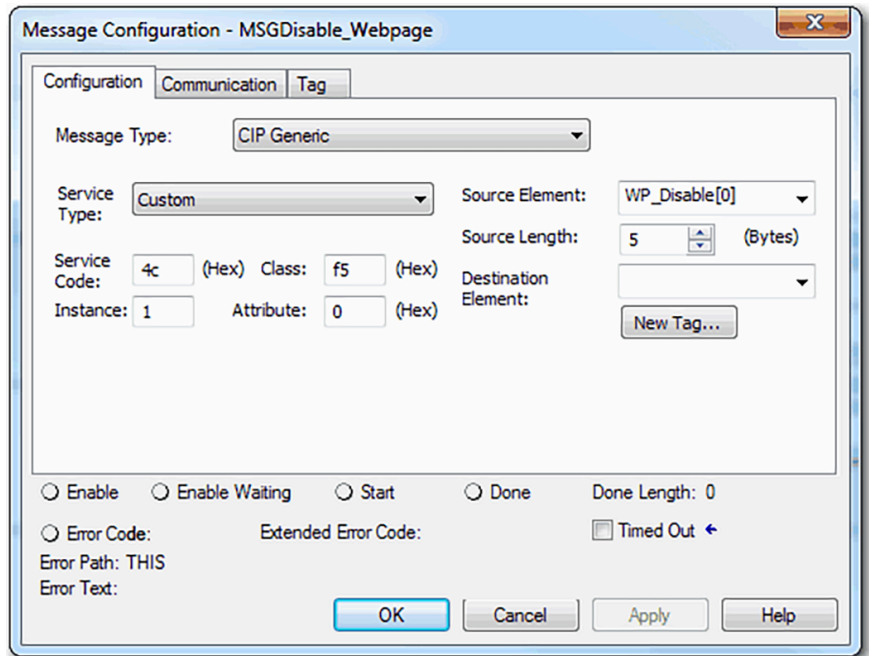 Message Configuration - MSGDisable_Webpage
Configuration Communication Tag
Message Type: CIP Generic
Service Type: Custom
Source Element: WP_Disable[0]
Source Length: 5 (Bytes)
Service Code: 4c (Hex) Class: f5 (Hex)
Destination Element:
Instance: 1 Attribute: 0 (Hex)
New Tag...
Enable Enable Waiting Start Done Done Length: 0
Error Code: Extended Error Code: Timed Out
Error Path: THIS
Error Text:
OK Cancel Apply Help